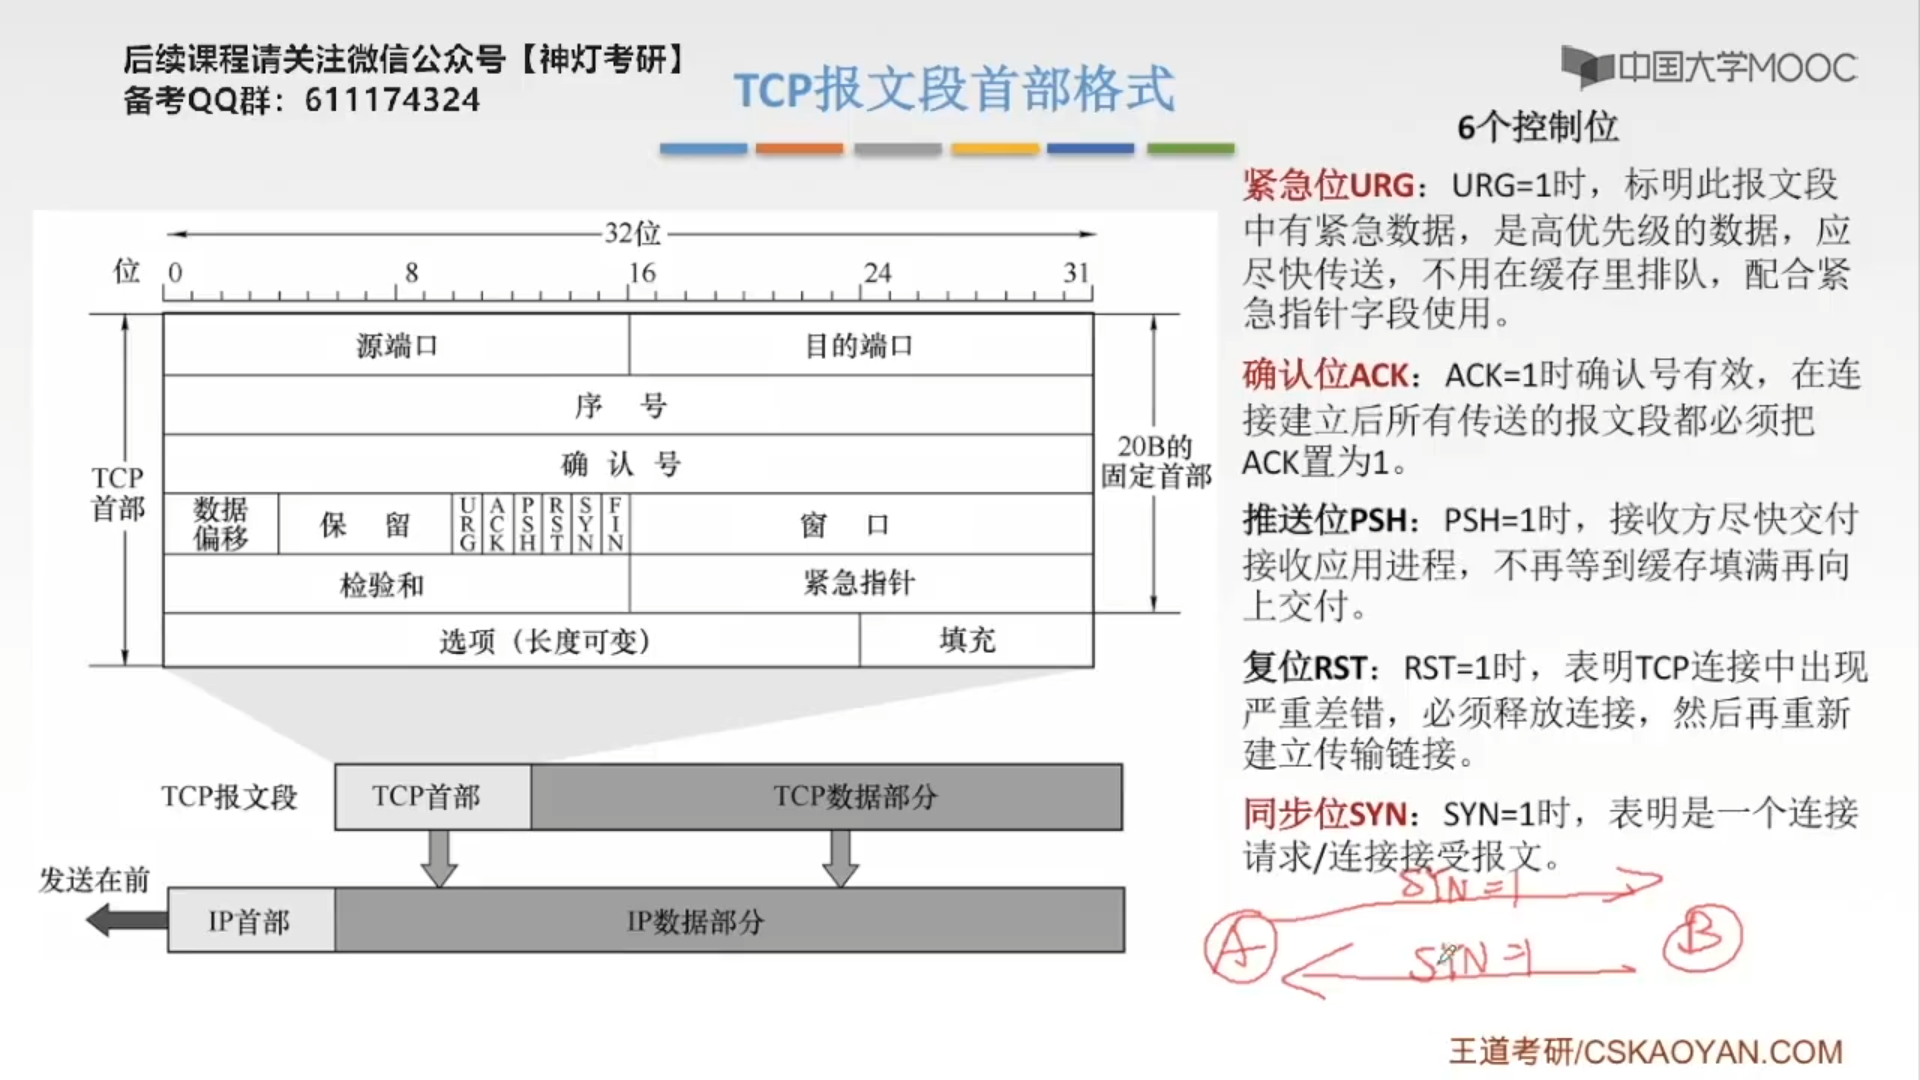 后续课程请关注微信公众号【神灯考研】
备考QQ群：611174324
TCP报文段首部格式
中国大学MOOC
32位
位 0 8 16 24 31
源端口 目的端口
序 号
确 认 号
数据偏移 保 留 URG ACK PSH RST SYN FIN 窗 口
检验和 紧急指针
选项（长度可变） 填充
TCP首部
20B的固定首部
TCP报文段 TCP首部 TCP数据部分
发送在前
IP首部 IP数据部分
6个控制位
紧急位URG：URG=1时，标明此报文段
中有紧急数据，是高优先级的数据，应
尽快传送，不用在缓存里排队，配合紧
急指针字段使用。
确认位ACK：ACK=1时确认号有效，在连
接建立后所有传送的报文段都必须把
ACK置为1。
推送位PSH：PSH=1时，接收方尽快交付
接收应用进程，不再等到缓存填满再向
上交付。
复位RST：RST=1时，表明TCP连接中出现
严重差错，必须释放连接，然后再重新
建立传输链接。
同步位SYN：SYN=1时，表明是一个连接
请求/连接接受报文。
SYN=1
A B
SYN=1
王道考研/CSKAOYAN.COM